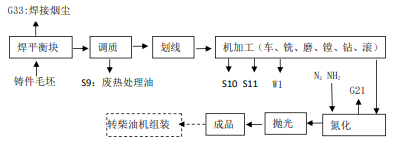 G33:焊接烟尘
焊平衡块
调质
划线
机加工（车、铣、磨、镗、钻、滚）
铸件毛坯
S9：废热处理油
S10
S11
W1
N₂ NH₃
G21
转柴油机组装
成品
抛光
氮化